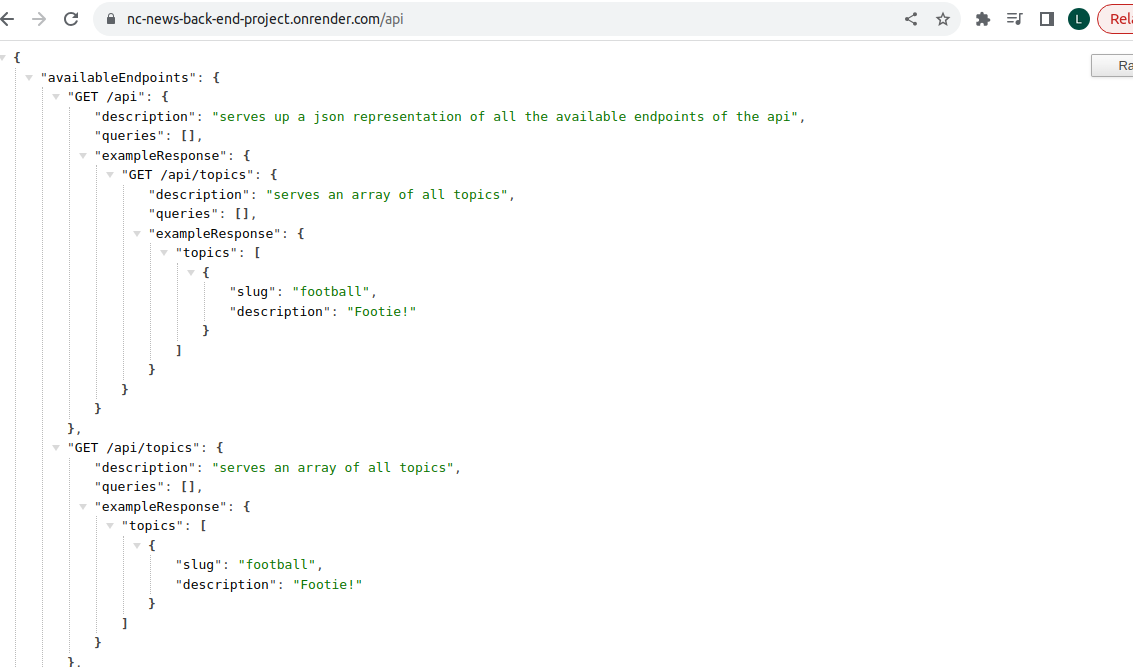 nc-news-back-end-project.onrender.com/api
L
{
"availableEndpoints": {
"GET /api": {
"description": "serves up a json representation of all the available endpoints of the api",
"queries": [],
"exampleResponse": {
"GET /api/topics": {
"description": "serves an array of all topics",
"queries": [],
"exampleResponse": {
"topics": [
{
"slug": "football",
"description": "Footie!"
}
]
}
}
}
},
"GET /api/topics": {
"description": "serves an array of all topics",
"queries": [],
"exampleResponse": {
"topics": [
{
"slug": "football",
"description": "Footie!"
}
]
}
},